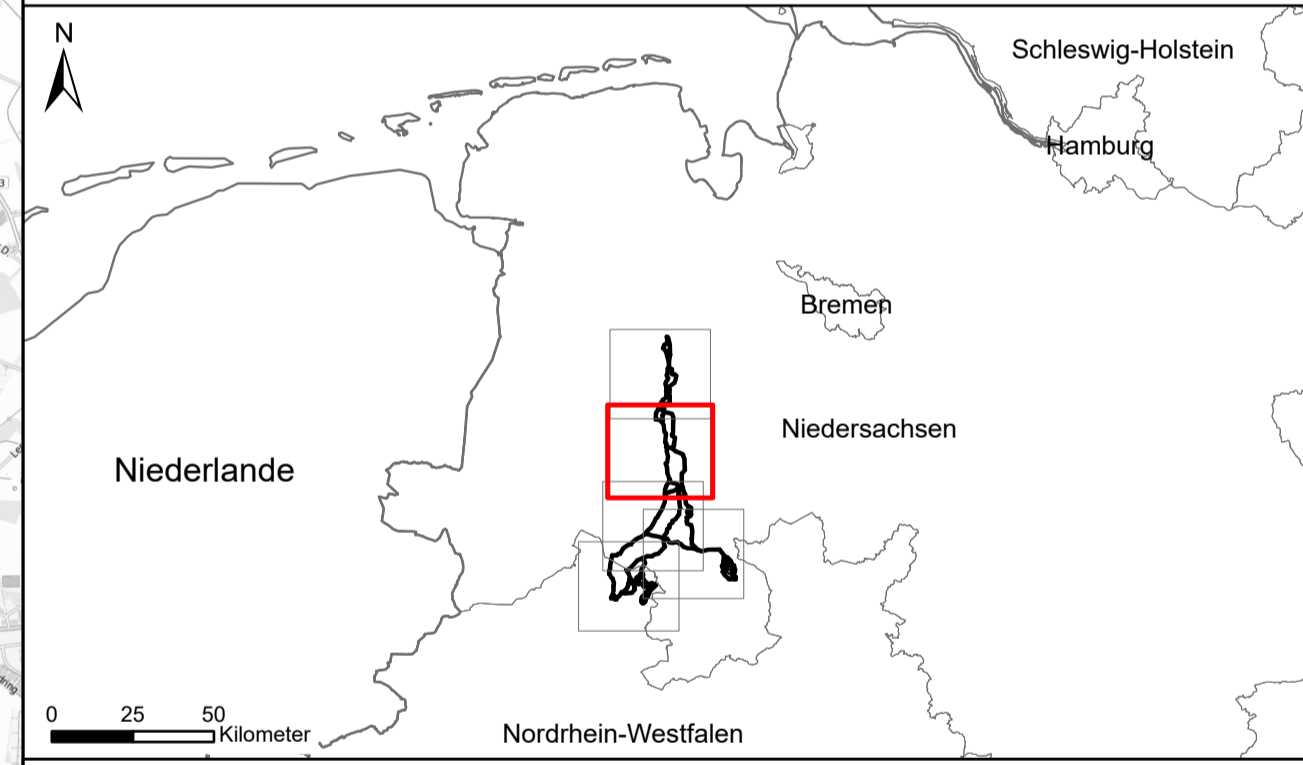 N
Schleswig-Holstein
Hamburg
Bremen
Niedersachsen
Niederlande
0 25 50
Kilometer
Nordrhein-Westfalen